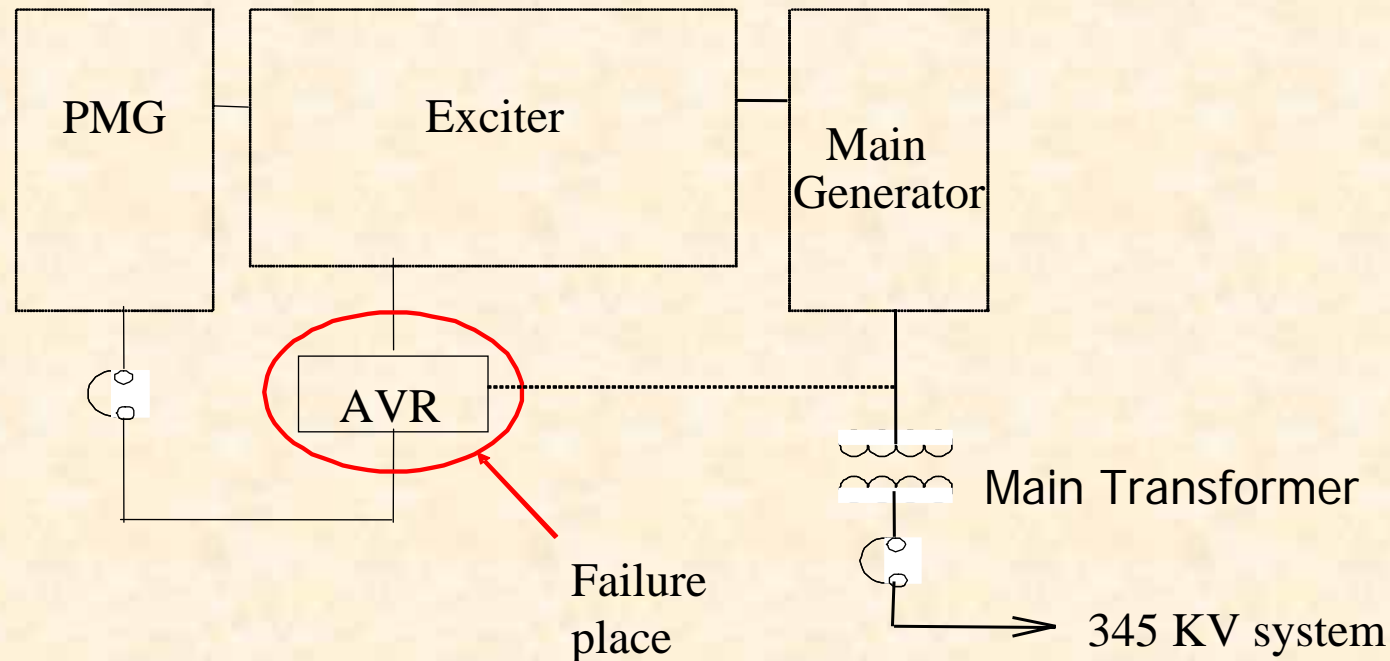 PMG
Exciter
Main
Generator
AVR
Main Transformer
Failure
place
345 KV system